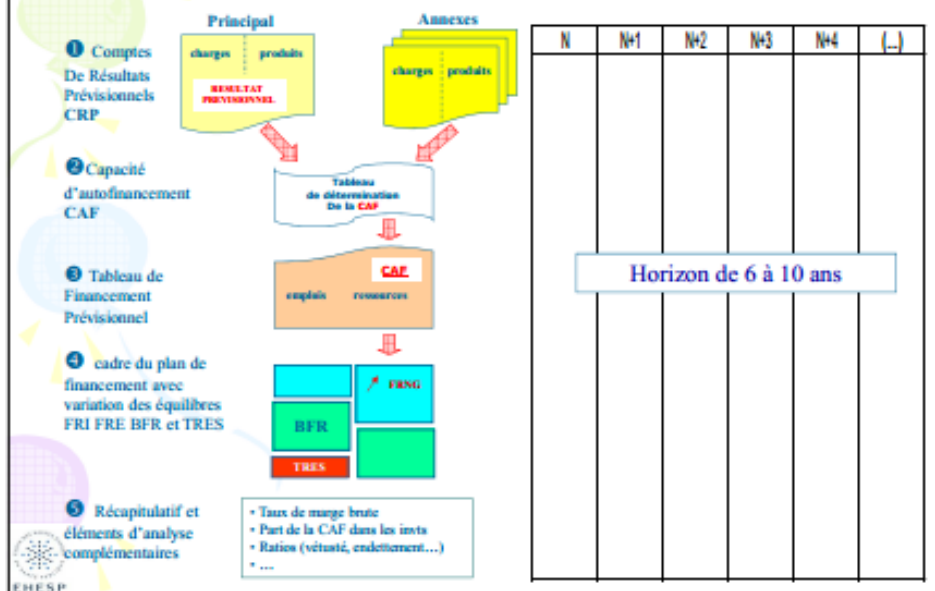 Principal
Annexes
❶ Comptes
De Résultats
Prévisionnels
CRP
charges produits
RESULTAT
PREVISIONNEL
charges produits
❷Capacité
d'autofinancement
CAF
Tableau
de détermination
De la CAF
❸ Tableau de
Financement
Prévisionnel
CAF
emplois ressources
❹ cadre du plan de
financement avec
variation des équilibres
FRI FRE BFR et TRES
FRNG
BFR
TRES
❺ Récapitulatif et
éléments d'analyse
complémentaires
• Taux de marge brute
• Part de la CAF dans les invts
• Ratios (vétusté, endettement…)
• …
EHESP
N N+1 N+2 N+3 N+4 (...)
Horizon de 6 à 10 ans